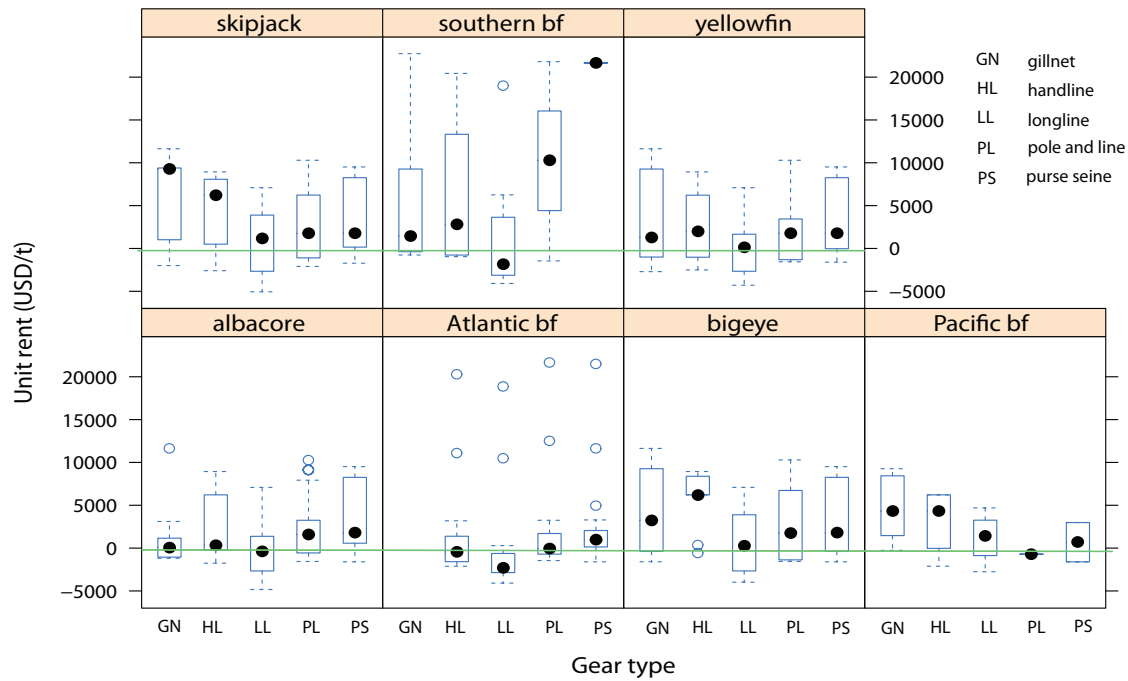 skipjack southern bf yellowfin
GN gillnet
HL handline
LL longline
PL pole and line
PS purse seine
20000
15000
10000
5000
0
−5000
Unit rent (USD/t)
albacore Atlantic bf bigeye Pacific bf
20000
15000
10000
5000
0
−5000
GN HL LL PL PS GN HL LL PL PS GN HL LL PL PS GN HL LL PL PS
Gear type